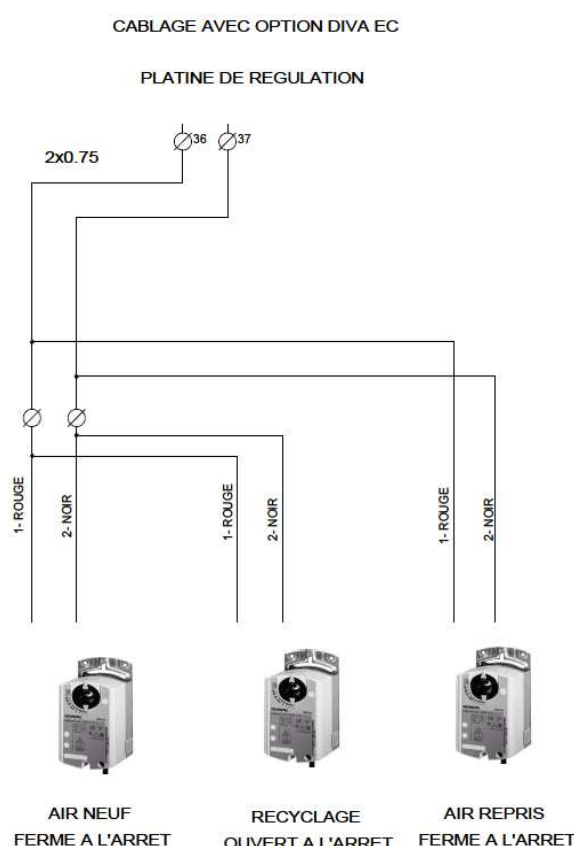 CABLAGE AVEC OPTION DIVA EC
PLATINE DE REGULATION
36
37
2x0.75
1- ROUGE
2- NOIR
1- ROUGE
2- NOIR
1- ROUGE
2- NOIR
AIR NEUF
FERME A L'ARRET
RECYCLAGE
OUVERT A L'ARRET
AIR REPRIS
FERME A L'ARRET